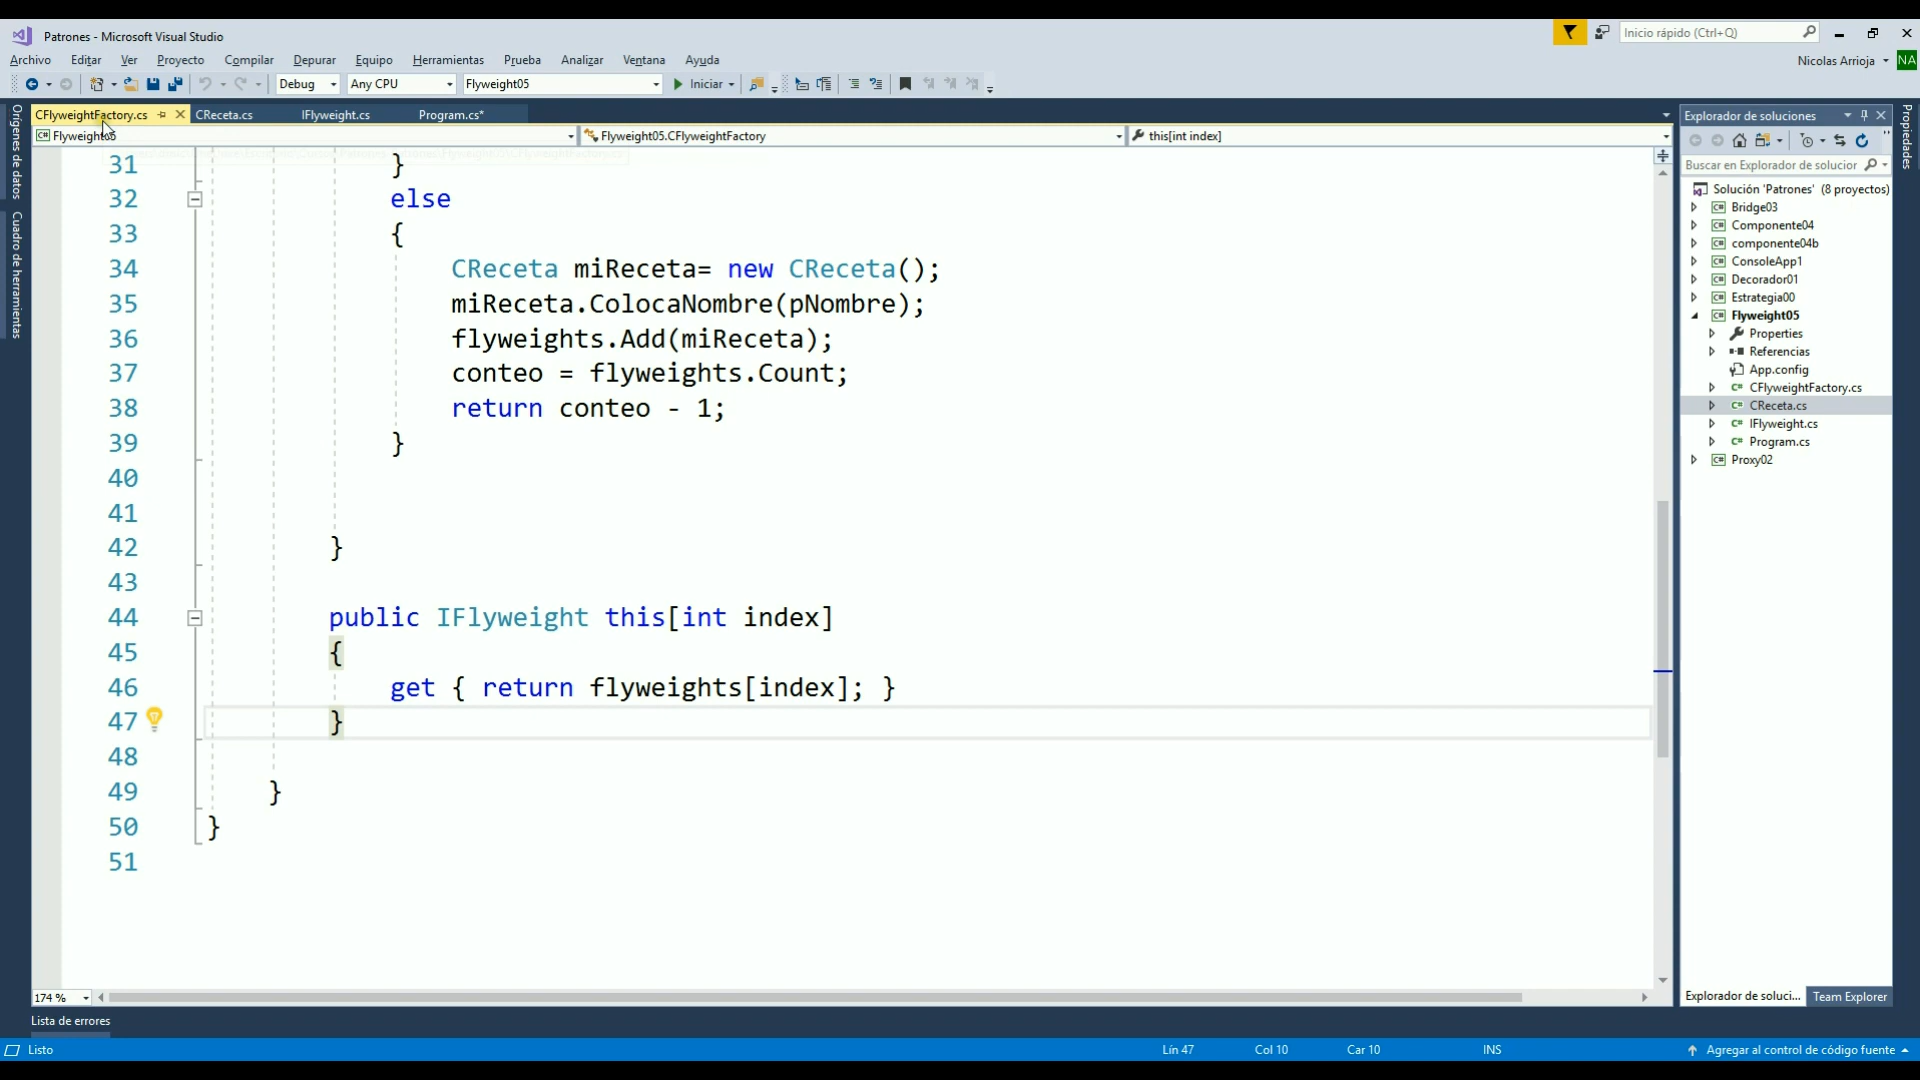 Patrones - Microsoft Visual Studio
Inicio rápido (Ctrl+Q)
Archivo Editar Ver Proyecto Compilar Depurar Equipo Herramientas Prueba Analizar Ventana Ayuda
Nicolas Arrioja NA
Debug Any CPU Flyweight05 Iniciar
CFlyweightFactory.cs CReceta.cs IFlyweight.cs Program.cs*
Flyweight05 Flyweight05.CFlyweightFactory this[int index]
Orígenes de datos
Cuadro de herramientas
31 }
32 else
33 {
34 CReceta miReceta= new CReceta();
35 miReceta.ColocaNombre(pNombre);
36 flyweights.Add(miReceta);
37 conteo = flyweights.Count;
38 return conteo - 1;
39 }
40
41
42 }
43
44 public IFlyweight this[int index]
45 {
46 get { return flyweights[index]; }
47 }
48
49 }
50 }
51
174 %
Explorador de soluciones
Buscar en Explorador de solucior
Solución 'Patrones' (8 proyectos)
Bridge03
Componente04
componente04b
ConsoleApp1
Decorador01
Estrategia00
Flyweight05
Properties
Referencias
App.config
CFlyweightFactory.cs
CReceta.cs
IFlyweight.cs
Program.cs
Proxy02
Explorador de soluci... Team Explorer
Propiedades
Lista de errores
Listo Lín 47 Col 10 Car 10 INS Agregar al control de código fuente